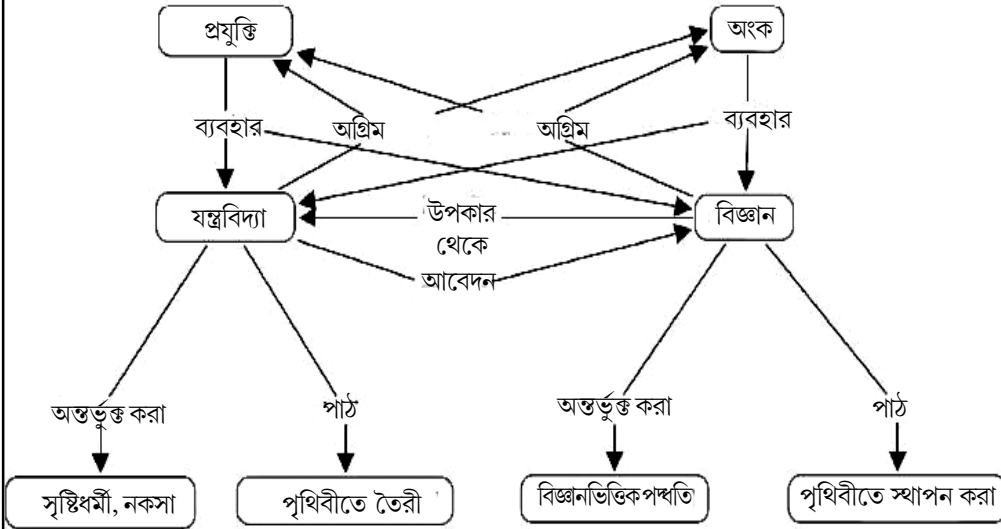 প্রযুক্তি
অংক
ব্যবহার
অগ্রিম
অগ্রিম
ব্যবহার
যন্ত্রবিদ্যা
উপকার
থেকে
বিজ্ঞান
আবেদন
অন্তর্ভুক্ত করা
পাঠ
অন্তর্ভুক্ত করা
পাঠ
সৃষ্টিধর্মী, নকসা
পৃথিবীতে তৈরী
বিজ্ঞানভিত্তিক পদ্ধতি
পৃথিবীতে স্থাপন করা